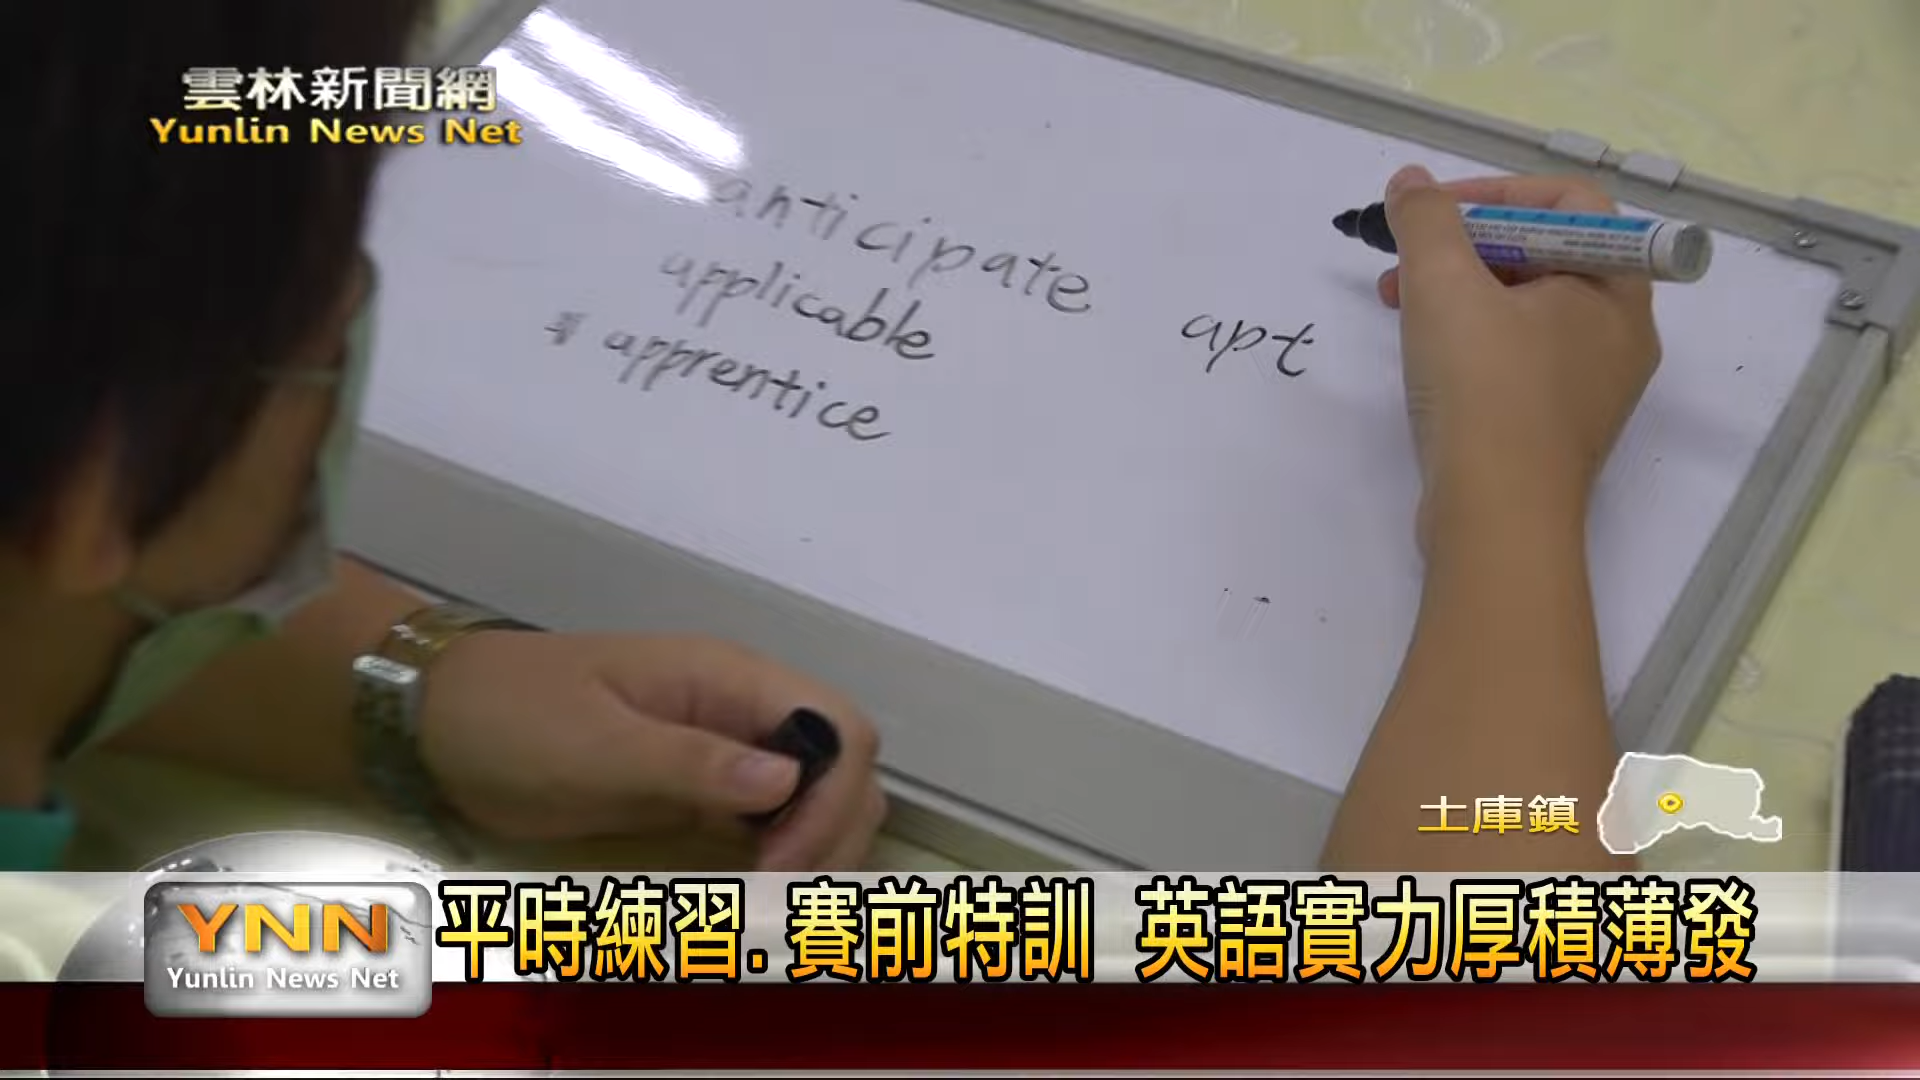 雲林新聞網
Yunlin News Net
anticipate
applicable
apprentice
apt
土庫鎮
YNN
Yunlin News Net
平時練習.賽前特訓 英語實力厚積薄發